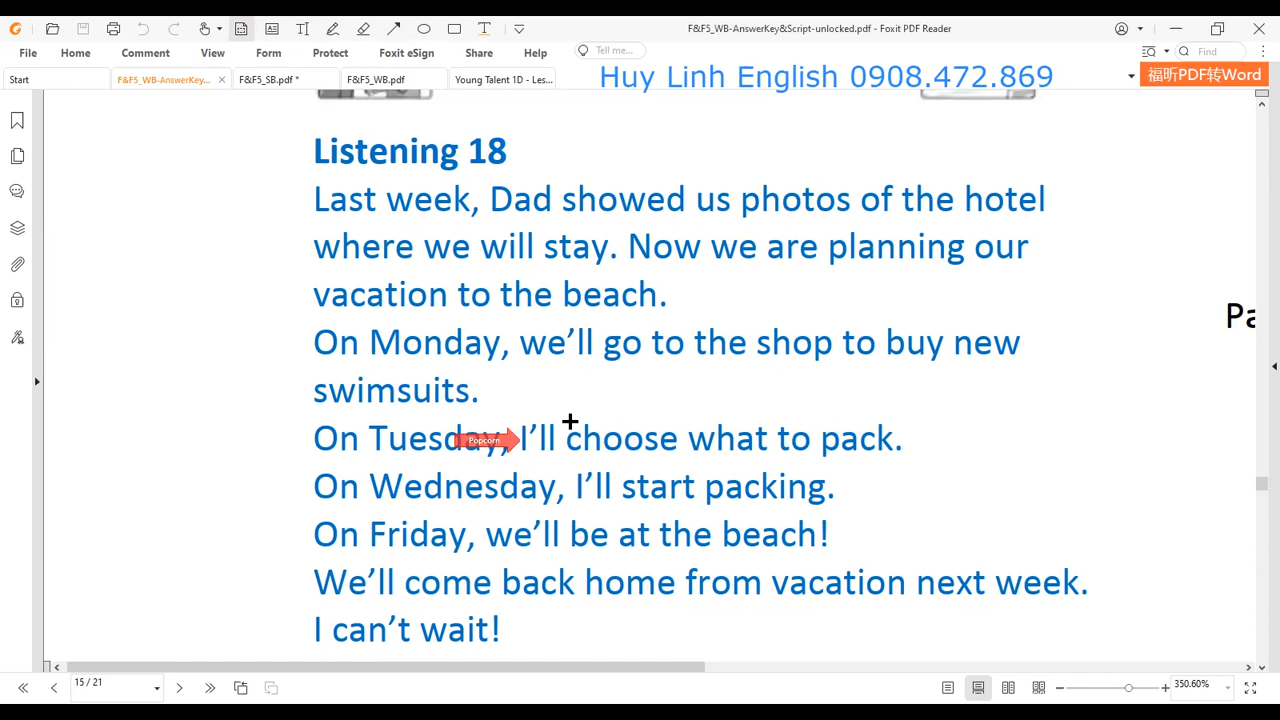 F&F5_WB-AnswerKey&Script-unlocked.pdf - Foxit PDF Reader
File Home Comment View Form Protect Foxit eSign Share Help Tell me... Find
Start F&F5_WB-AnswerKey... F&F5_SB.pdf * F&F5_WB.pdf Young Talent 1D - Les... Huy Linh English 0908.472.869 福昕PDF转Word
Listening 18
Last week, Dad showed us photos of the hotel
where we will stay. Now we are planning our
vacation to the beach.
Pa
On Monday, we’ll go to the shop to buy new
swimsuits.
On Tuesday, I’ll choose what to pack.
Popcorn
On Wednesday, I’ll start packing.
On Friday, we’ll be at the beach!
We’ll come back home from vacation next week.
I can’t wait!
15 / 21 350.60%